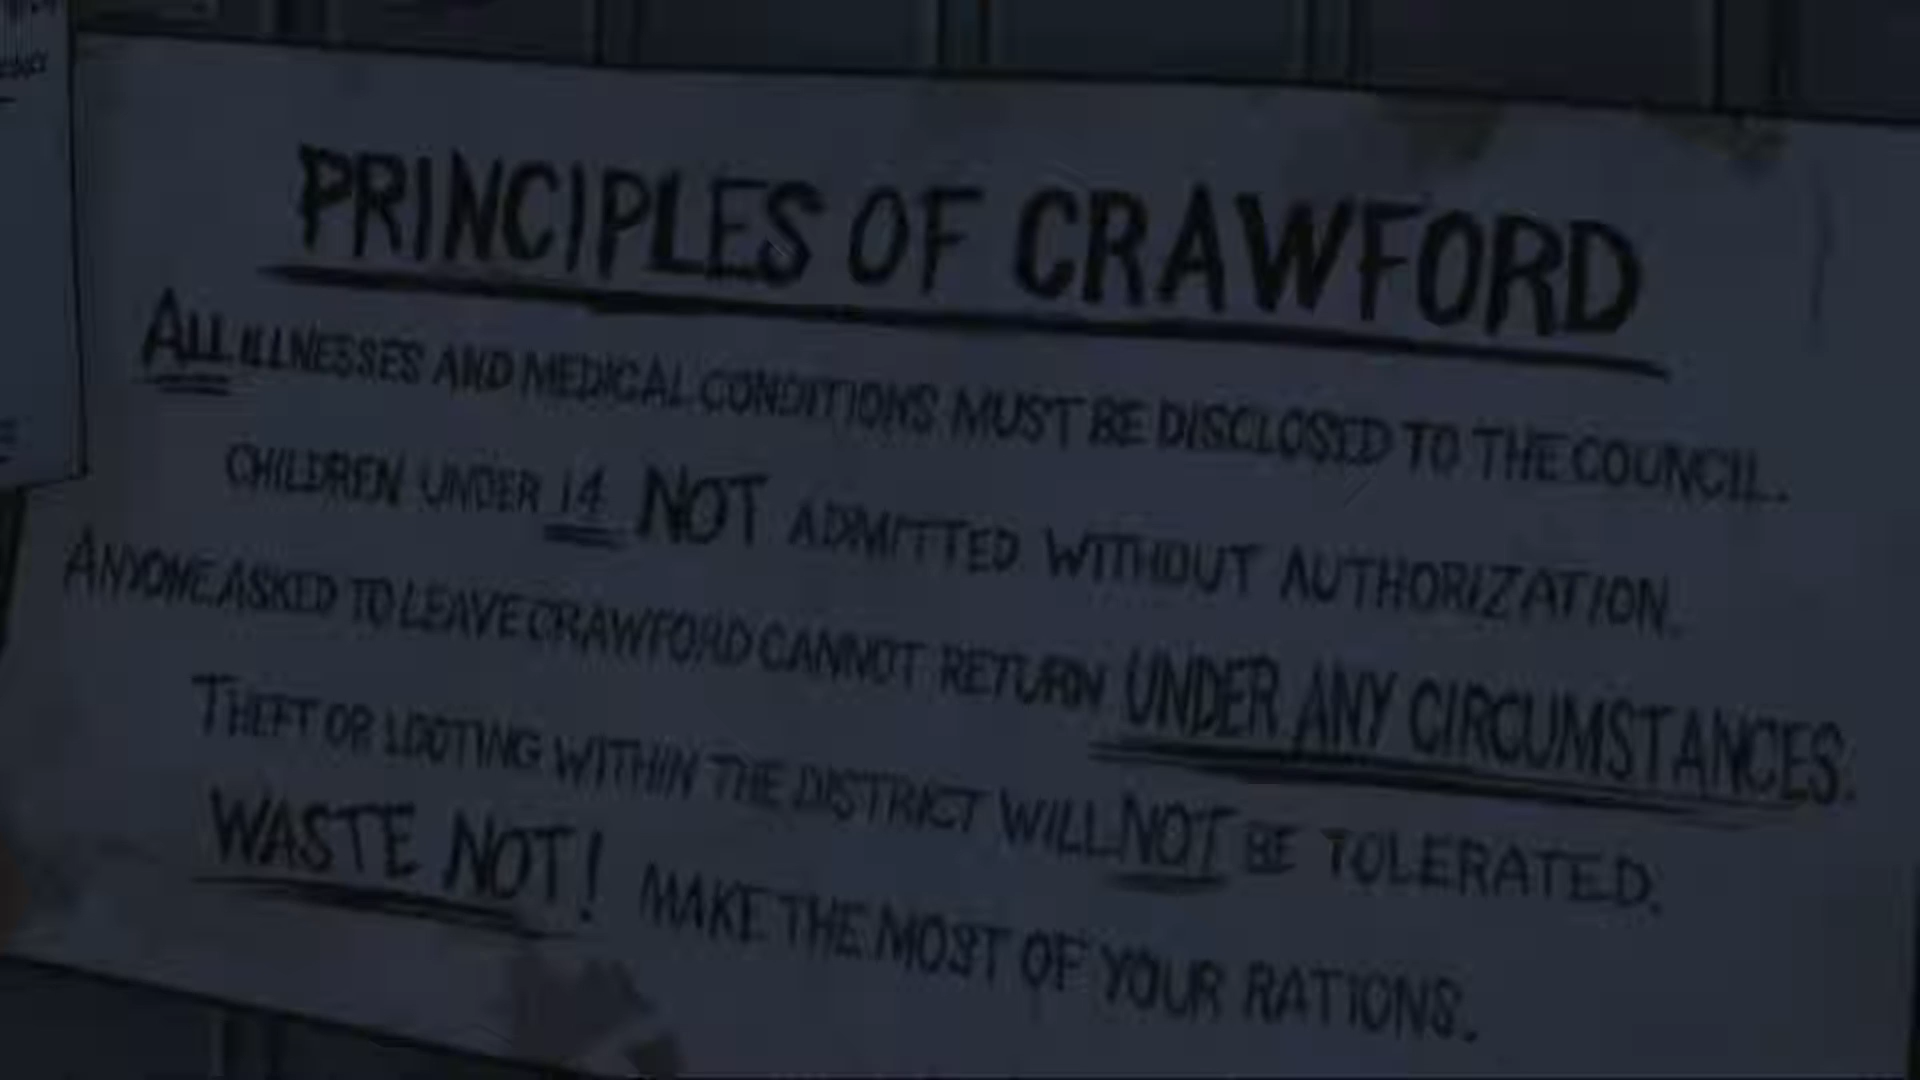 PRINCIPLES OF CRAWFORD
ALL ILLNESSES AND MEDICAL CONDITIONS MUST BE DISCLOSED TO THE COUNCIL.
CHILDREN UNDER 14 NOT ADMITTED WITHOUT AUTHORIZATION.
ANYONE ASKED TO LEAVE CRAWFORD CANNOT RETURN UNDER ANY CIRCUMSTANCES.
THEFT OR LOOTING WITHIN THE DISTRICT WILL NOT BE TOLERATED.
WASTE NOT! MAKE THE MOST OF YOUR RATIONS.